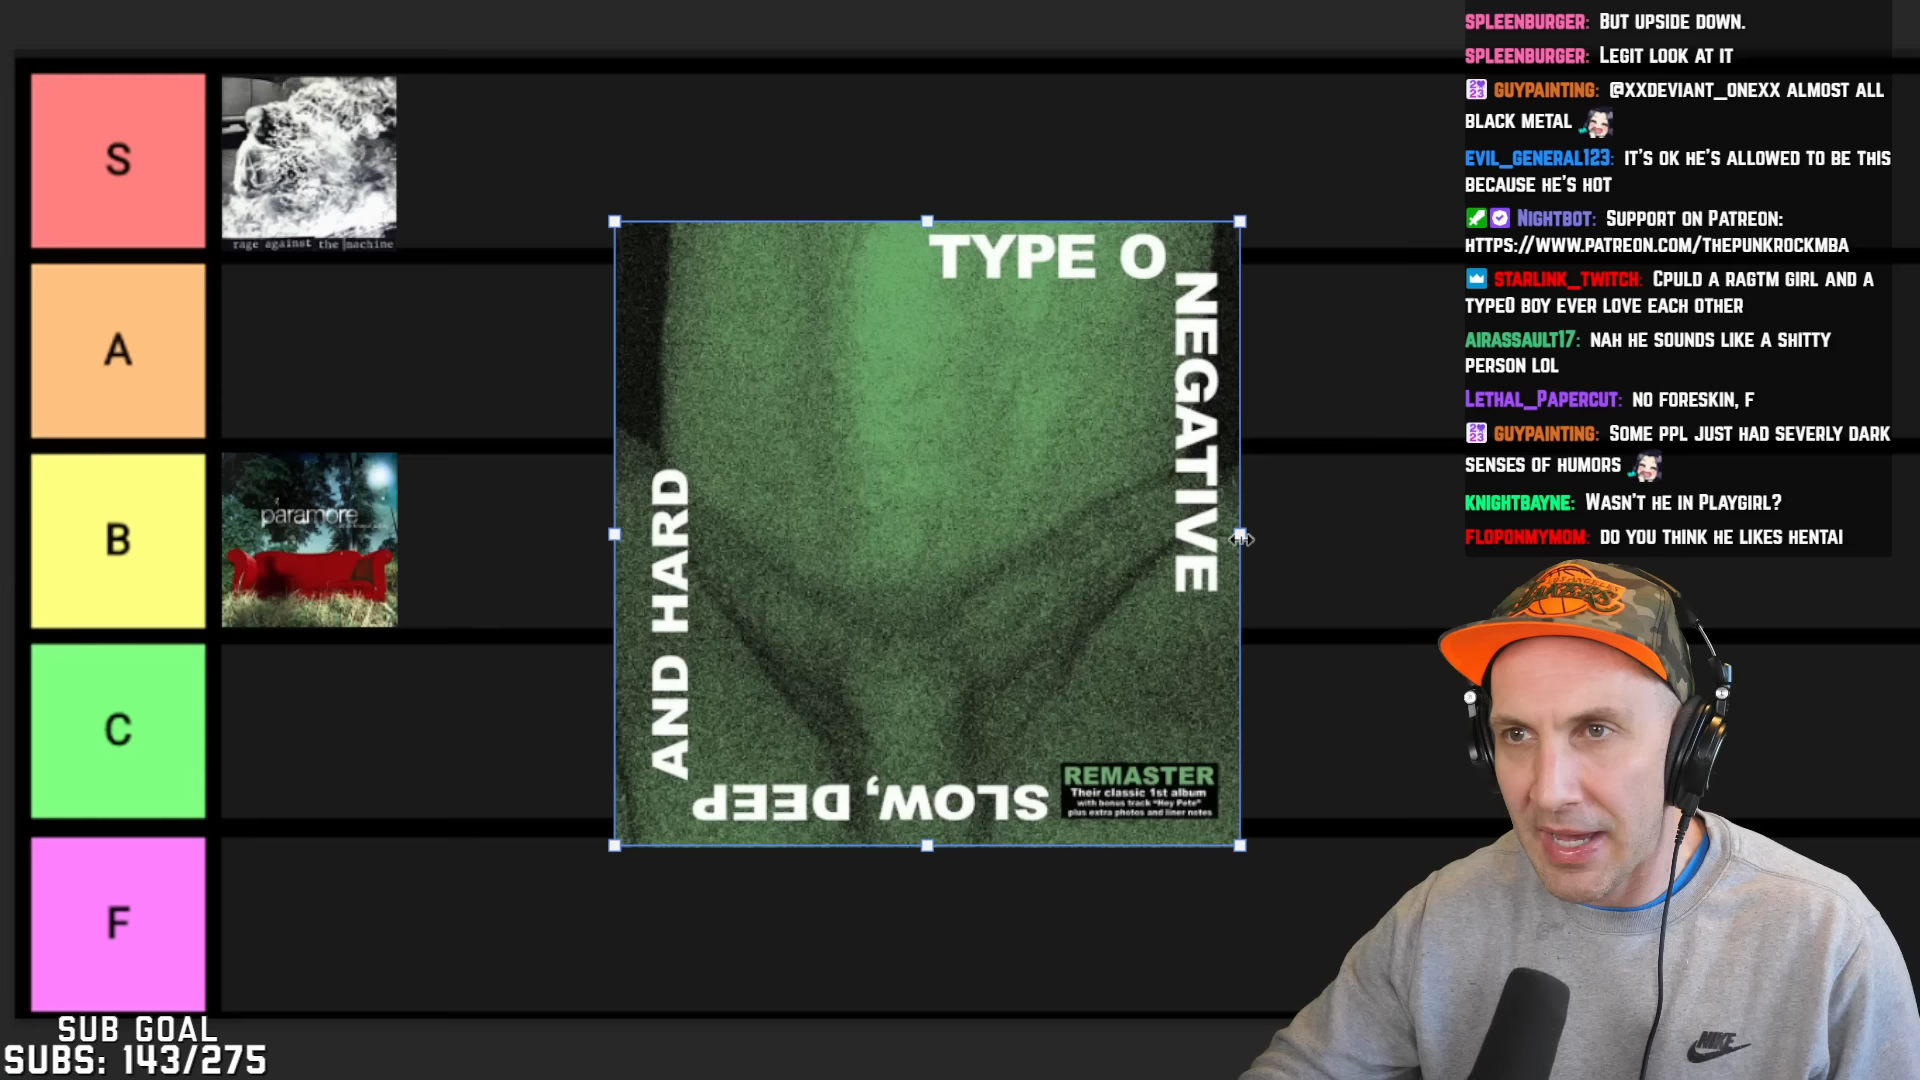 S
A
B
C
F
rage against the machine
paramore
TYPE O
NEGATIVE
SLOW, DEEP
AND HARD
REMASTER
Their classic 1st album
with bonus track "Hey Pete"
plus extra photos and liner notes
SPLEENBURGER: BUT UPSIDE DOWN.
SPLEENBURGER: LEGIT LOOK AT IT
GUYPAINTING: @XXDEVIANT_ONEXX ALMOST ALL
BLACK METAL
EVIL_GENERAL123: IT'S OK HE'S ALLOWED TO BE THIS
BECAUSE HE'S HOT
NIGHTBOT: SUPPORT ON PATREON:
HTTPS://WWW.PATREON.COM/THEPUNKROCKMBA
STARLINK_TWITCH: CPULD A RAGTM GIRL AND A
TYPEO BOY EVER LOVE EACH OTHER
AIRASSAULT17: NAH HE SOUNDS LIKE A SHITTY
PERSON LOL
LETHAL_PAPERCUT: NO FORESKIN, F
GUYPAINTING: SOME PPL JUST HAD SEVERLY DARK
SENSES OF HUMORS
KNIGHTBAYNE: WASN'T HE IN PLAYGIRL?
FLOPONMYMOM: DO YOU THINK HE LIKES HENTAI
LAKERS
NIKE
SUB GOAL
SUBS: 143/275